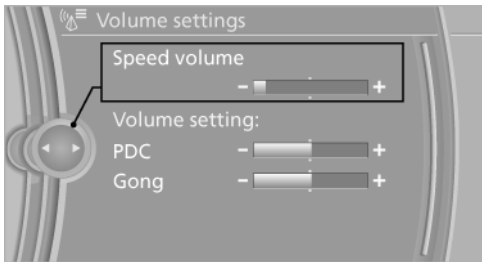 Volume settings
Speed volume
- +
Volume setting:
PDC - +
Gong - +